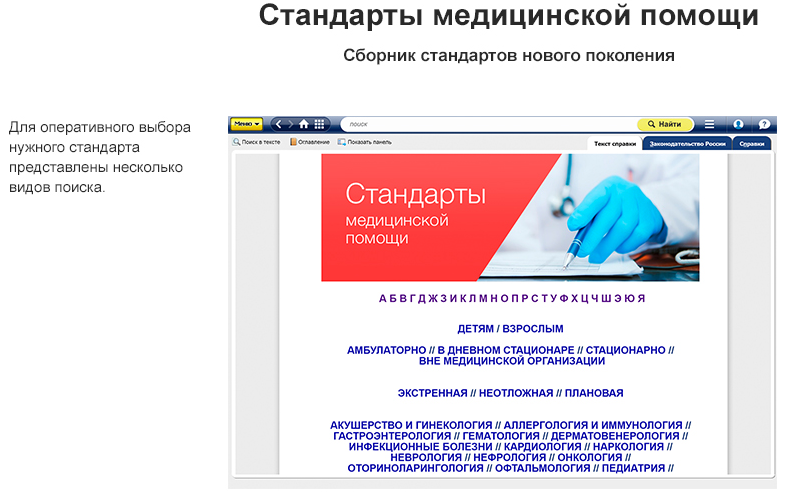 Стандарты медицинской помощи
Сборник стандартов нового поколения
Для оперативного выбора
нужного стандарта
представлены несколько
видов поиска.
Меню
поиск
Найти
Поиск в тексте
Оглавление
Показать панель
Текст справки
Законодательство России
Справки
Стандарты
медицинской
помощи
А Б В Г Д Ж З И К Л М Н О П Р С Т У Ф Х Ц Ч Ш Э Ю Я
ДЕТЯМ / ВЗРОСЛЫМ
АМБУЛАТОРНО // В ДНЕВНОМ СТАЦИОНАРЕ // СТАЦИОНАРНО //
ВНЕ МЕДИЦИНСКОЙ ОРГАНИЗАЦИИ
ЭКСТРЕННАЯ // НЕОТЛОЖНАЯ // ПЛАНОВАЯ
АКУШЕРСТВО И ГИНЕКОЛОГИЯ // АЛЛЕРГОЛОГИЯ И ИММУНОЛОГИЯ //
ГАСТРОЭНТЕРОЛОГИЯ // ГЕМАТОЛОГИЯ // ДЕРМАТОВЕНЕРОЛОГИЯ //
ИНФЕКЦИОННЫЕ БОЛЕЗНИ // КАРДИОЛОГИЯ // НАРКОЛОГИЯ //
НЕВРОЛОГИЯ // НЕФРОЛОГИЯ // ОНКОЛОГИЯ //
ОТОРИНОЛАРИНГОЛОГИЯ // ОФТАЛЬМОЛОГИЯ // ПЕДИАТРИЯ //